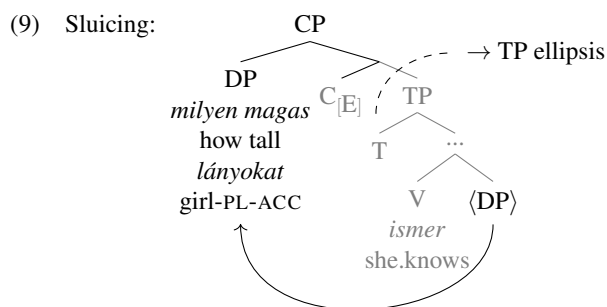 (9) Sluicing:
CP
→ TP ellipsis
DP
milyen magas
how tall
lányokat
girl-PL-ACC
C[E]
TP
T
...
V
ismer
she.knows
⟨DP⟩